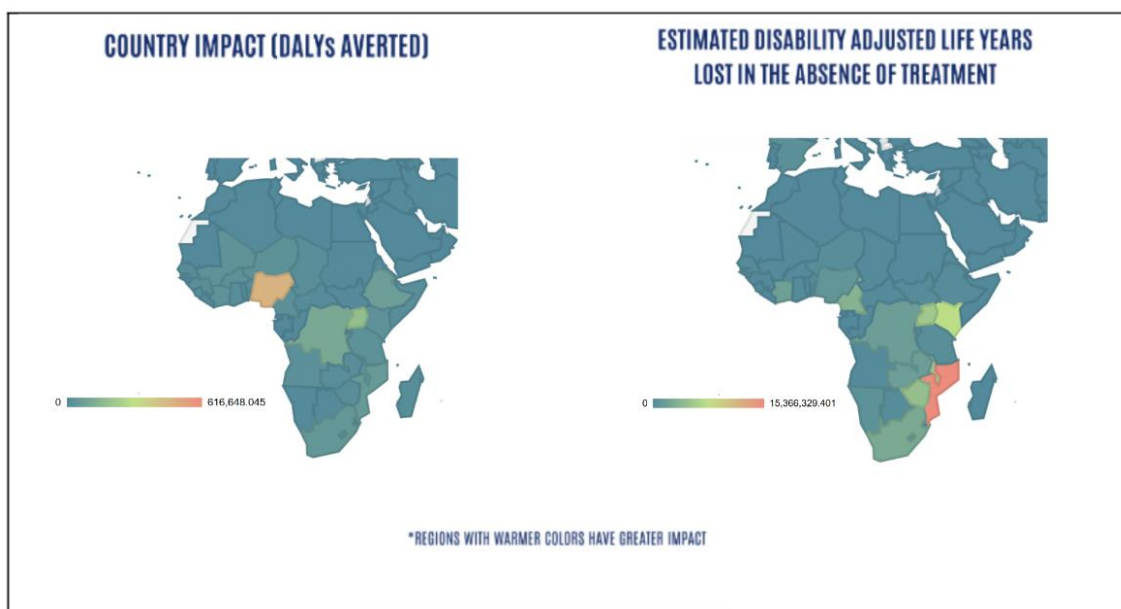 COUNTRY IMPACT (DALYs AVERTED)
ESTIMATED DISABILITY ADJUSTED LIFE YEARS
LOST IN THE ABSENCE OF TREATMENT
0
616,648.045
0
15,366,329.401
*REGIONS WITH WARMER COLORS HAVE GREATER IMPACT